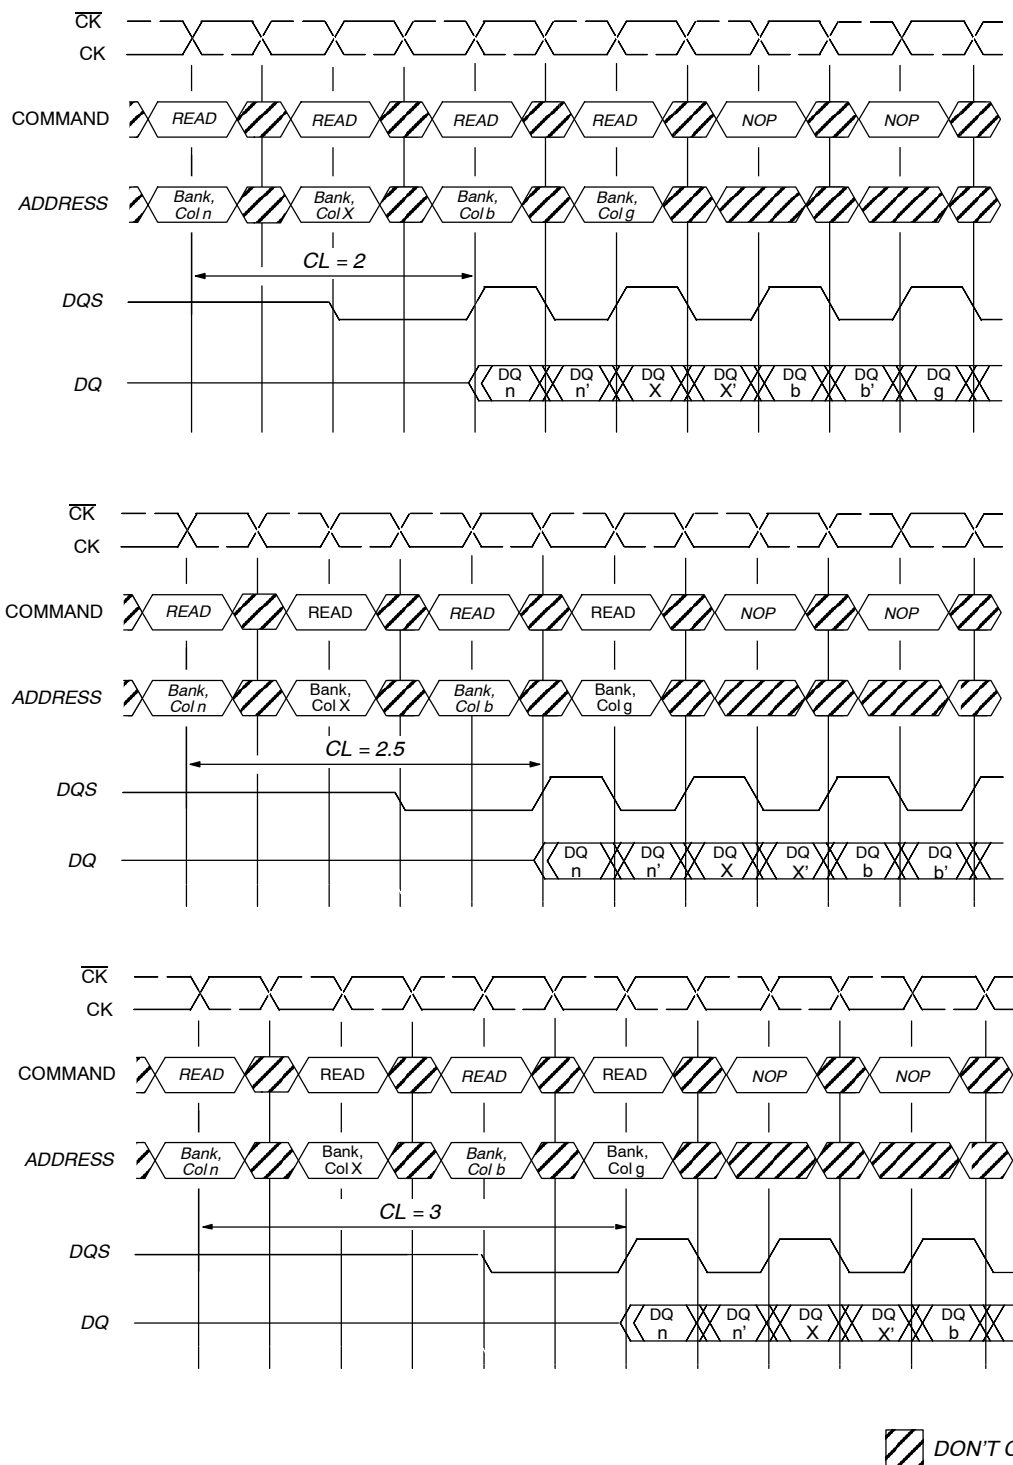 CK
CK
COMMAND READ READ READ READ NOP NOP
ADDRESS Bank, Col n Bank, Col X Bank, Col b Bank, Col g
CL = 2
DQS
DQ DQ n DQ n' DQ X DQ X' DQ b DQ b' DQ g
CK
CK
COMMAND READ READ READ READ NOP NOP
ADDRESS Bank, Col n Bank, Col X Bank, Col b Bank, Col g
CL = 2.5
DQS
DQ DQ n DQ n' DQ X DQ X' DQ b DQ b'
CK
CK
COMMAND READ READ READ READ NOP NOP
ADDRESS Bank, Col n Bank, Col X Bank, Col b Bank, Col g
CL = 3
DQS
DQ DQ n DQ n' DQ X DQ X' DQ b
DON'T C